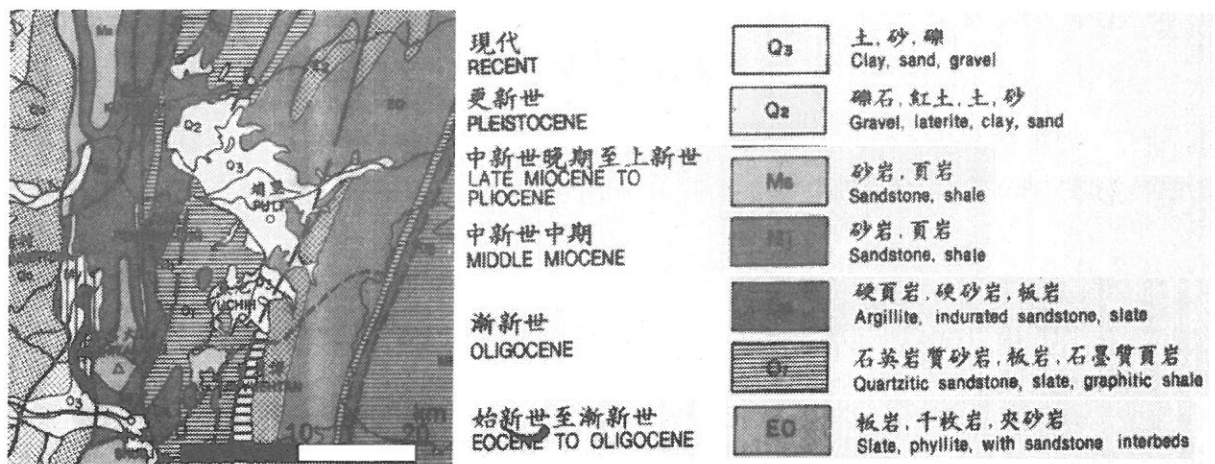 Q2
Q3
埔里
PULI
EO
UCHIH
Q3
10
20
km
現代
RECENT
更新世
PLEISTOCENE
中新世晚期至上新世
LATE MIOCENE TO
PLIOCENE
中新世中期
MIDDLE MIOCENE
漸新世
OLIGOCENE
始新世至漸新世
EOCENE TO OLIGOCENE
Q3
土,砂,礫
Clay, sand, gravel
Q2
礫石,紅土,土,砂
Gravel, laterite, clay, sand
砂岩,頁岩
Sandstone, shale
砂岩,頁岩
Sandstone, shale
硬頁岩,硬砂岩,板岩
Argillite, indurated sandstone, slate
石英岩質砂岩,板岩,石墨質頁岩
Quartzitic sandstone, slate, graphitic shale
EO
板岩,千枚岩,夾砂岩
Slate, phyllite, with sandstone interbeds